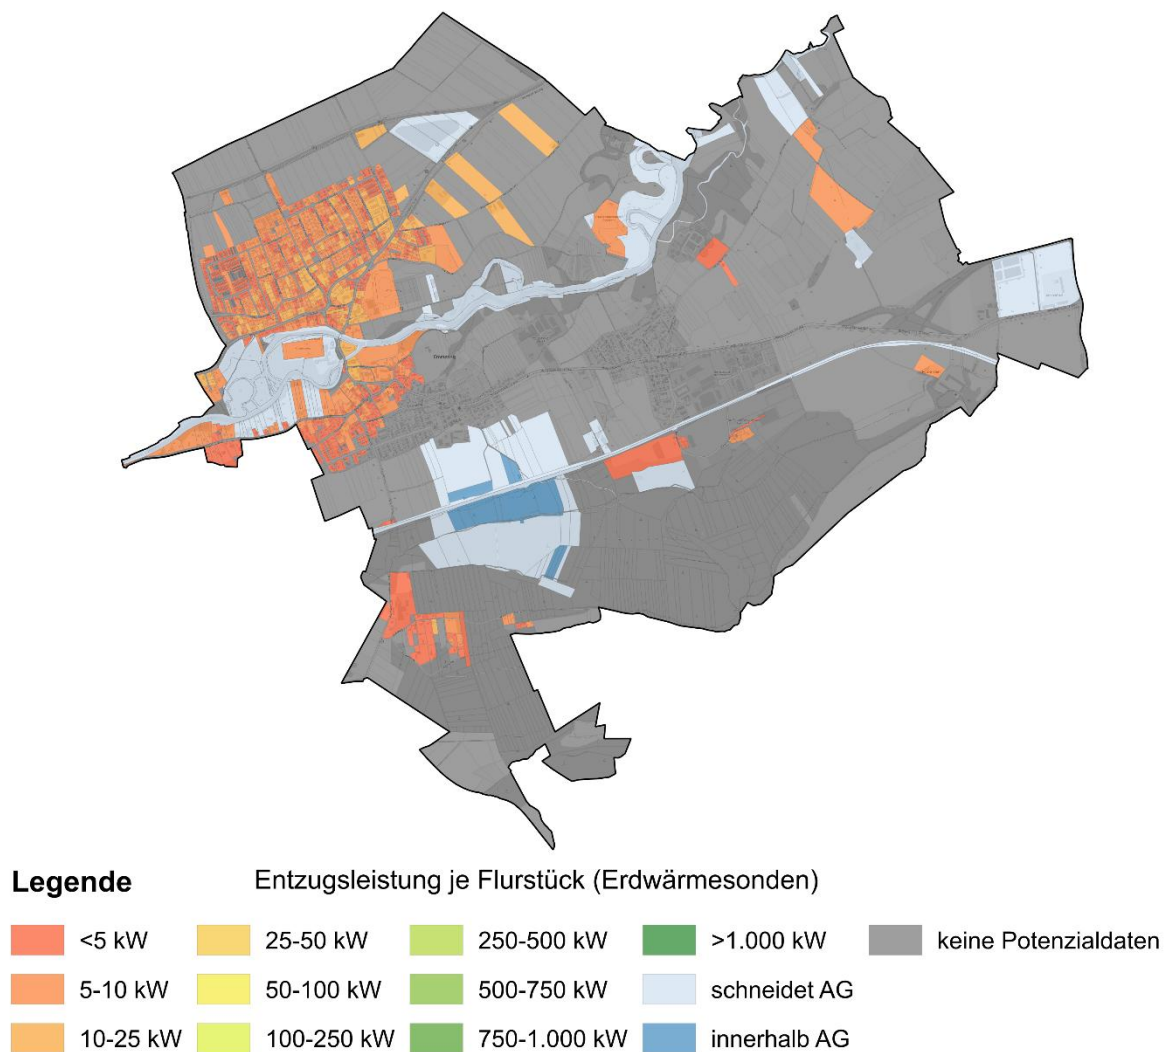 Legende
Entzugsleistung je Flurstück (Erdwärmesonden)
<5 kW
25-50 kW
250-500 kW
>1.000 kW
keine Potenzialdaten
5-10 kW
50-100 kW
500-750 kW
schneidet AG
10-25 kW
100-250 kW
750-1.000 kW
innerhalb AG